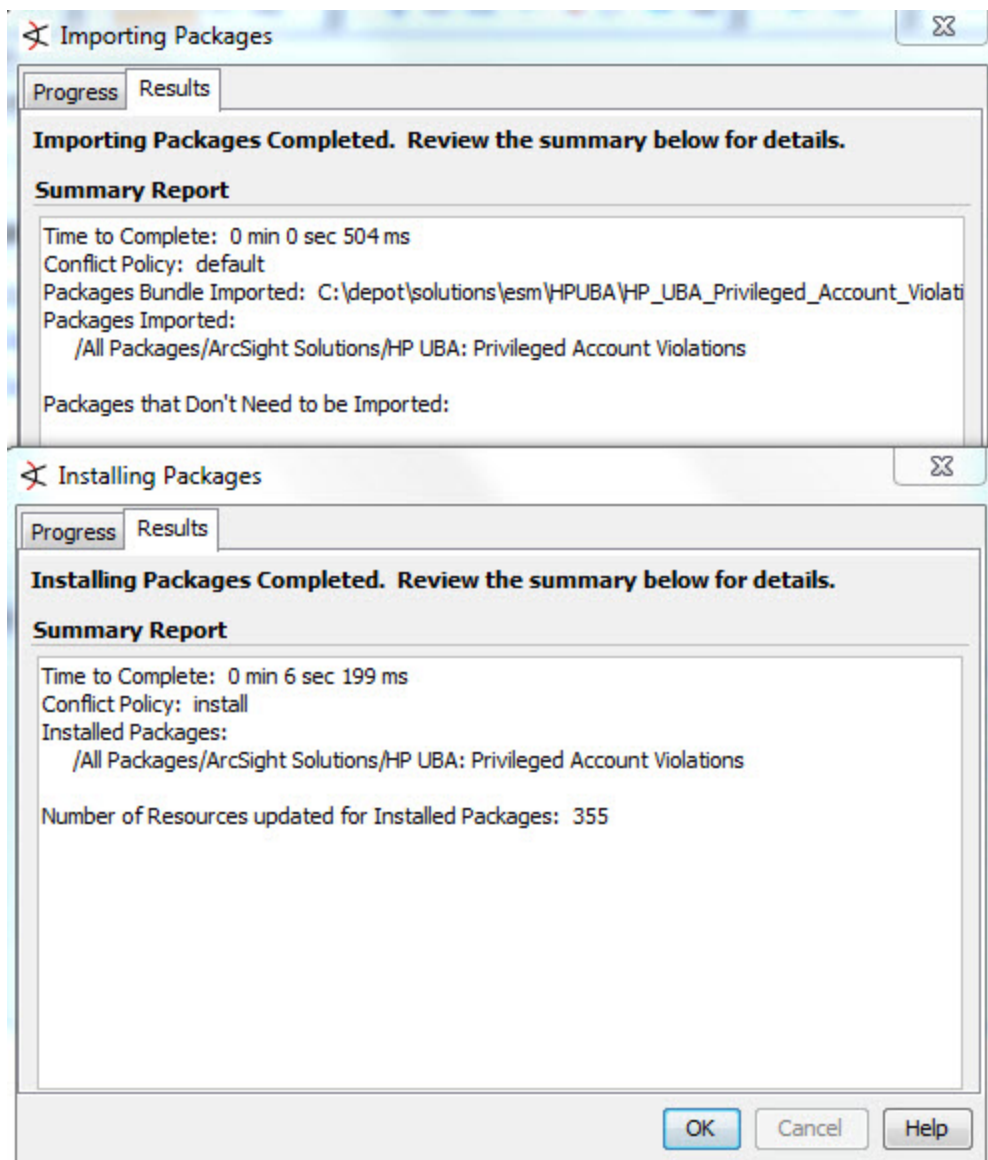 Importing Packages
Progress Results
Importing Packages Completed. Review the summary below for details.
Summary Report
Time to Complete: 0 min 0 sec 504 ms
Conflict Policy: default
Packages Bundle Imported: C:\depot\solutions\esm\HPUBA\HP_UBA_Privileged_Account_Violati
Packages Imported:
/All Packages/ArcSight Solutions/HP UBA: Privileged Account Violations
Packages that Don't Need to be Imported:
Installing Packages
Progress Results
Installing Packages Completed. Review the summary below for details.
Summary Report
Time to Complete: 0 min 6 sec 199 ms
Conflict Policy: install
Installed Packages:
/All Packages/ArcSight Solutions/HP UBA: Privileged Account Violations
Number of Resources updated for Installed Packages: 355
OK Cancel Help